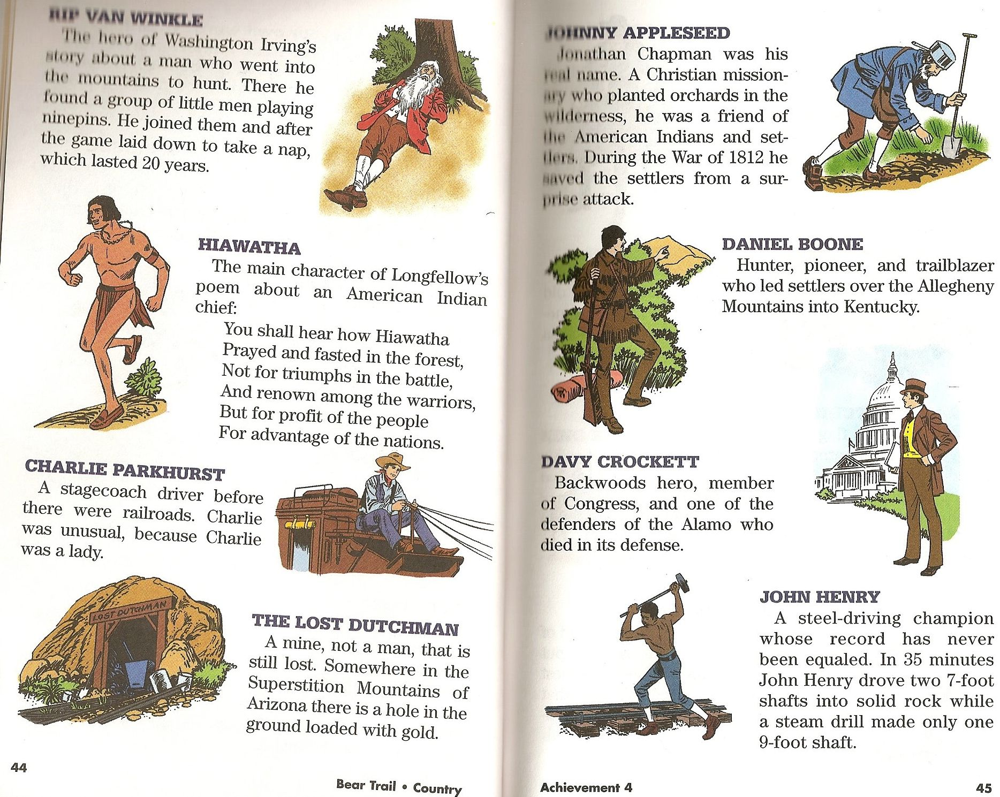 RIP VAN WINKLE
The hero of Washington Irving's
story about a man who went into
the mountains to hunt. There he
found a group of little men playing
ninepins. He joined them and after
the game laid down to take a nap,
which lasted 20 years.
HIAWATHA
The main character of Longfellow's
poem about an American Indian
chief:
You shall hear how Hiawatha
Prayed and fasted in the forest,
Not for triumphs in the battle,
And renown among the warriors,
But for profit of the people
For advantage of the nations.
CHARLIE PARKHURST
A stagecoach driver before
there were railroads. Charlie
was unusual, because Charlie
was a lady.
LOST DUTCHMAN
THE LOST DUTCHMAN
A mine, not a man, that is
still lost. Somewhere in the
Superstition Mountains of
Arizona there is a hole in the
ground loaded with gold.
44
Bear Trail • Country
JOHNNY APPLESEED
Jonathan Chapman was his
real name. A Christian mission-
ary who planted orchards in the
wilderness, he was a friend of
the American Indians and set-
tlers. During the War of 1812 he
saved the settlers from a sur-
prise attack.
DANIEL BOONE
Hunter, pioneer, and trailblazer
who led settlers over the Allegheny
Mountains into Kentucky.
DAVY CROCKETT
Backwoods hero, member
of Congress, and one of the
defenders of the Alamo who
died in its defense.
JOHN HENRY
A steel-driving champion
whose record has never
been equaled. In 35 minutes
John Henry drove two 7-foot
shafts into solid rock while
a steam drill made only one
9-foot shaft.
Achievement 4
45